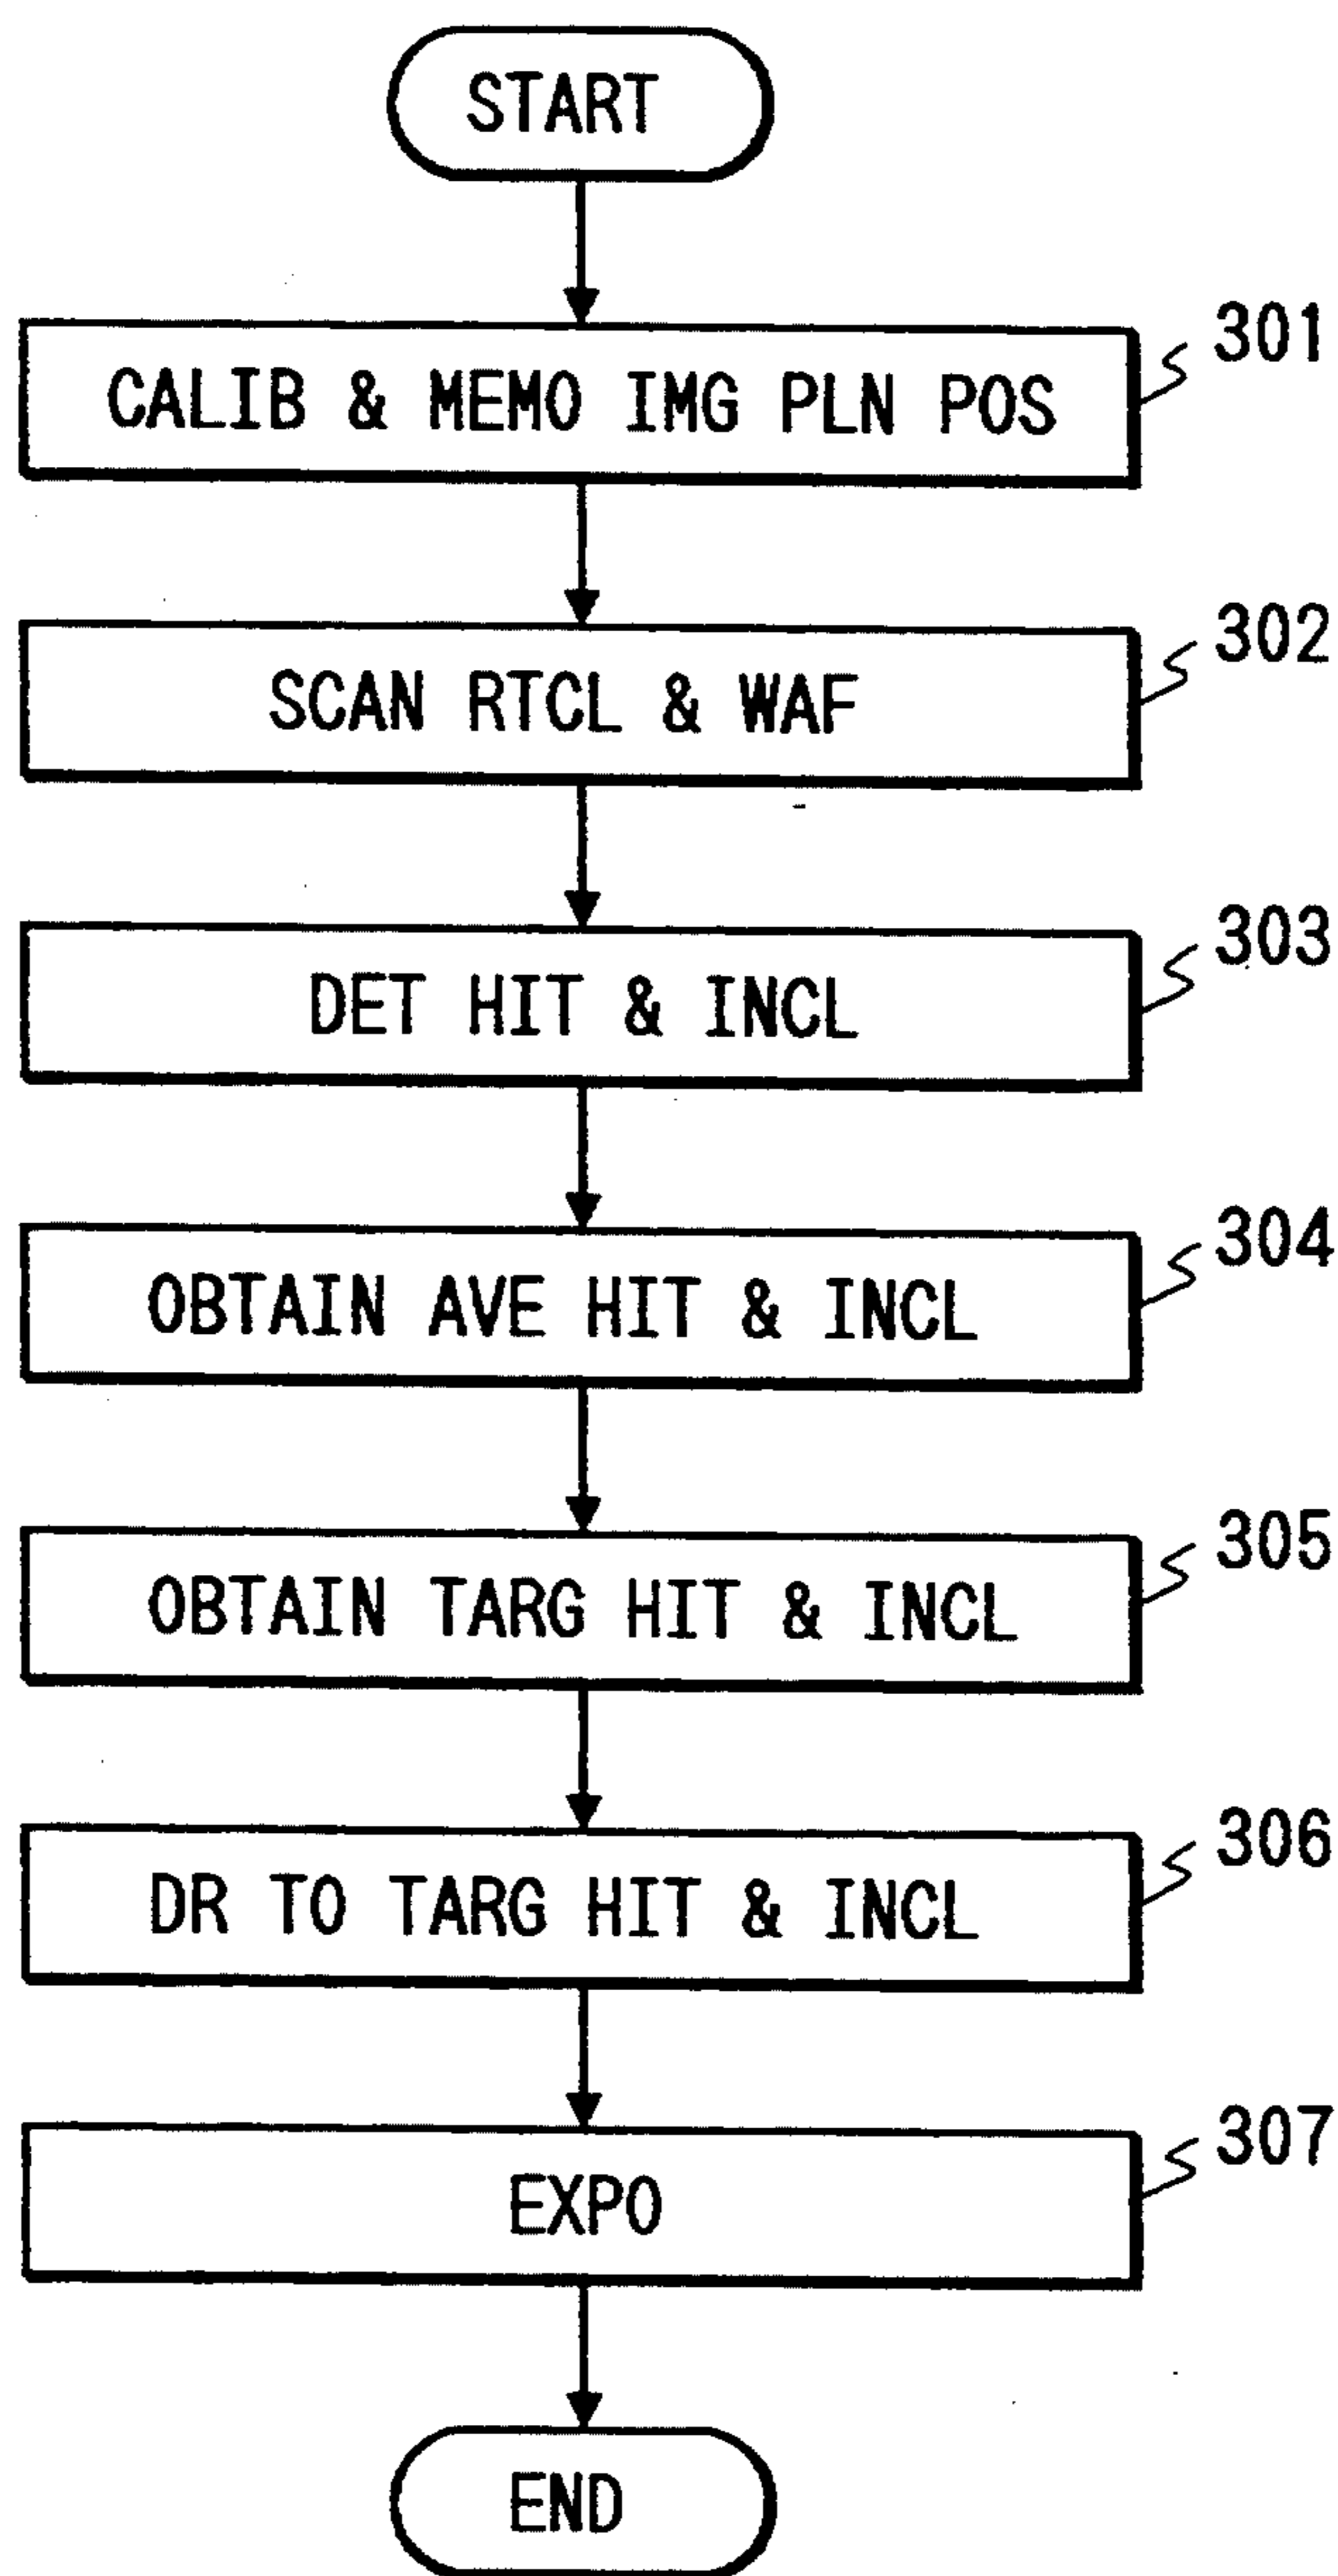 START
301
CALIB & MEMO IMG PLN POS
302
SCAN RTCL & WAF
303
DET HIT & INCL
304
OBTAIN AVE HIT & INCL
305
OBTAIN TARG HIT & INCL
306
DR TO TARG HIT & INCL
307
EXPO
END